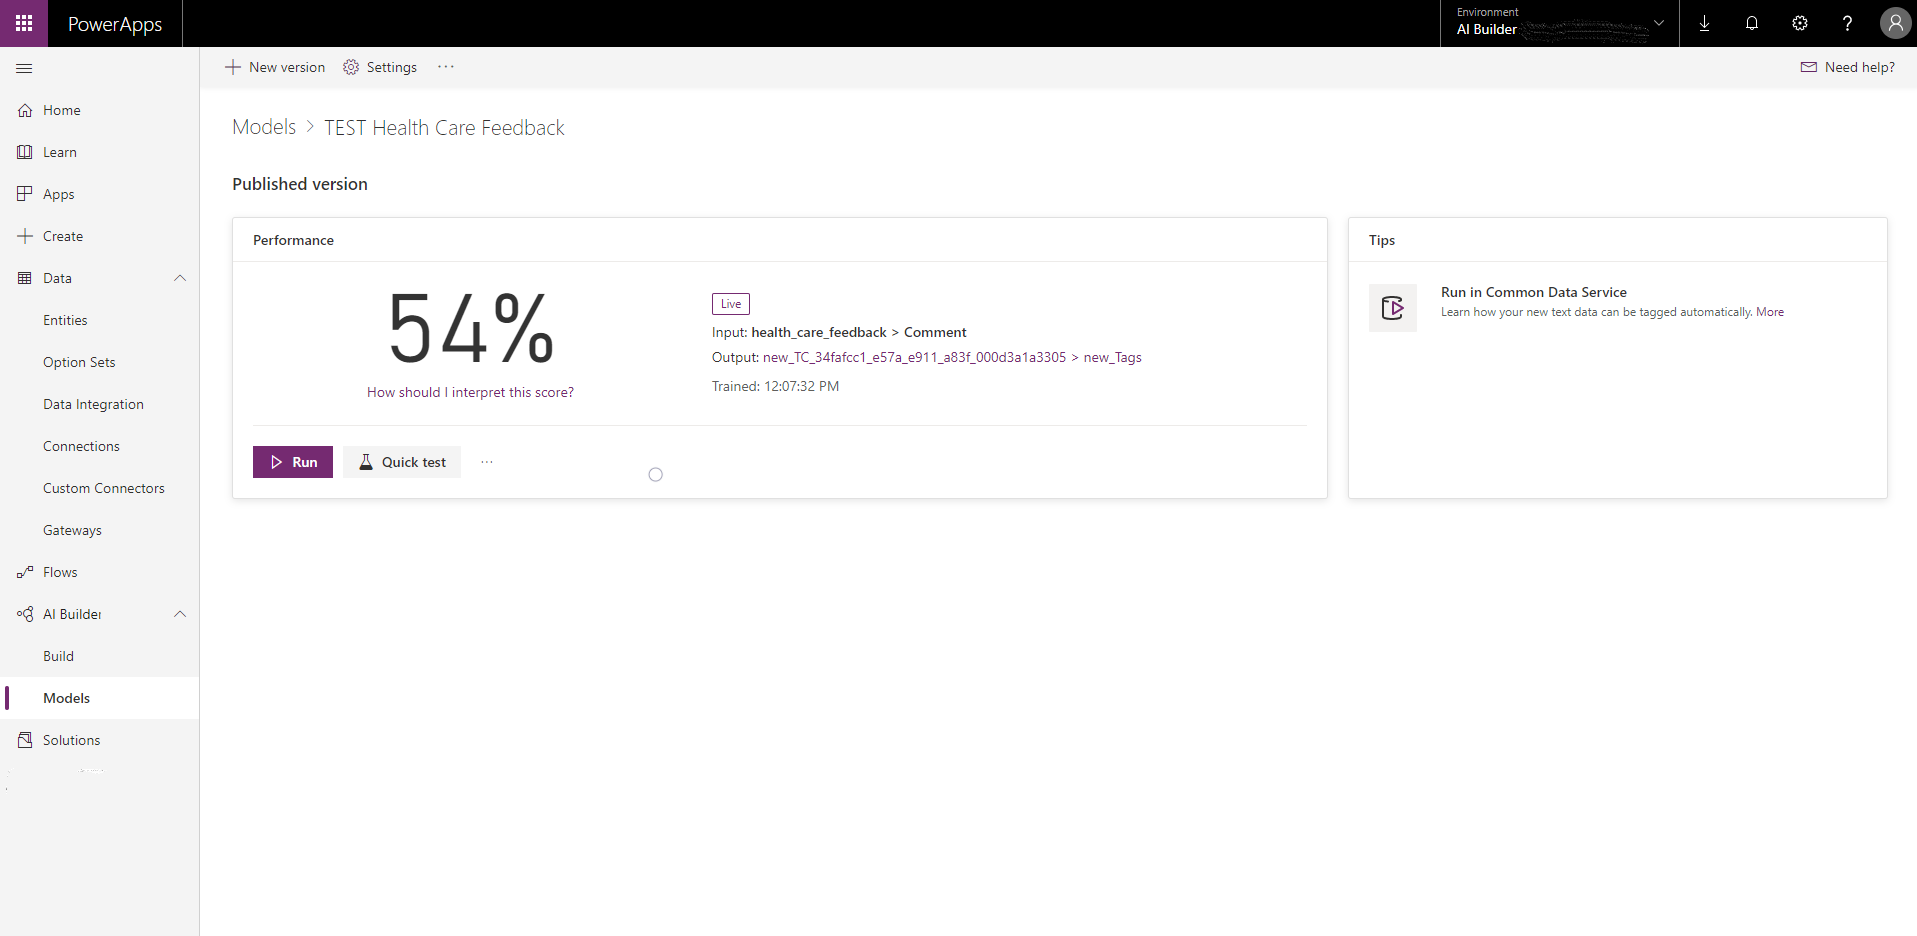 PowerApps
Environment
AI Builder
New version
Settings
Need help?
Home
Learn
Apps
Create
Data
Entities
Option Sets
Data Integration
Connections
Custom Connectors
Gateways
Flows
AI Builder
Build
Models
Solutions
Models > TEST Health Care Feedback
Published version
Performance
54%
How should I interpret this score?
Live
Input: health_care_feedback > Comment
Output: new_TC_34fafcc1_e57a_e911_a83f_000d3a1a3305 > new_Tags
Trained: 12:07:32 PM
Run
Quick test
Tips
Run in Common Data Service
Learn how your new text data can be tagged automatically. More